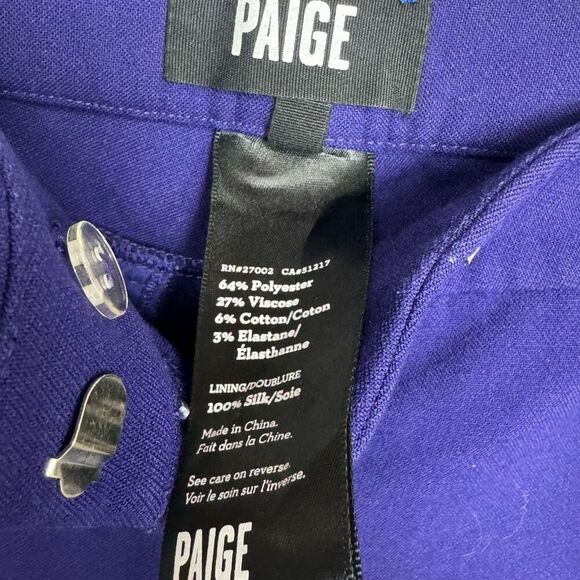 PAIGE
RN#27002 CA#51217
64% Polyester
27% Viscose
6% Cotton/Coton
3% Elastane/
Élasthanne
LINING/DOUBLURE
100% Silk/Soie
Made in China.
Fait dans la Chine.
See care on reverse.
Voir le soin sur l'inverse.
PAIGE